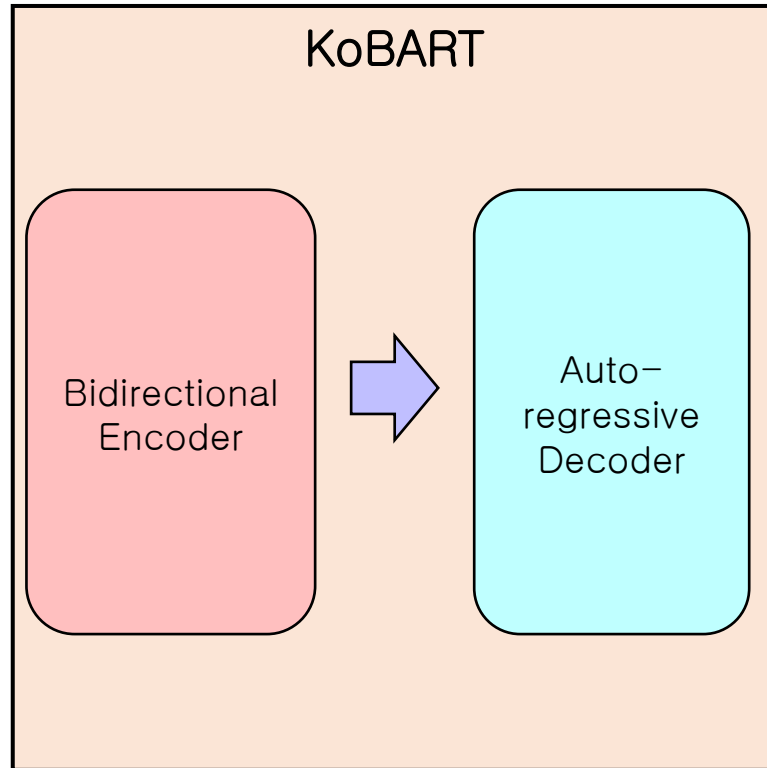 KoBART
Bidirectional
Encoder
Auto-
regressive
Decoder